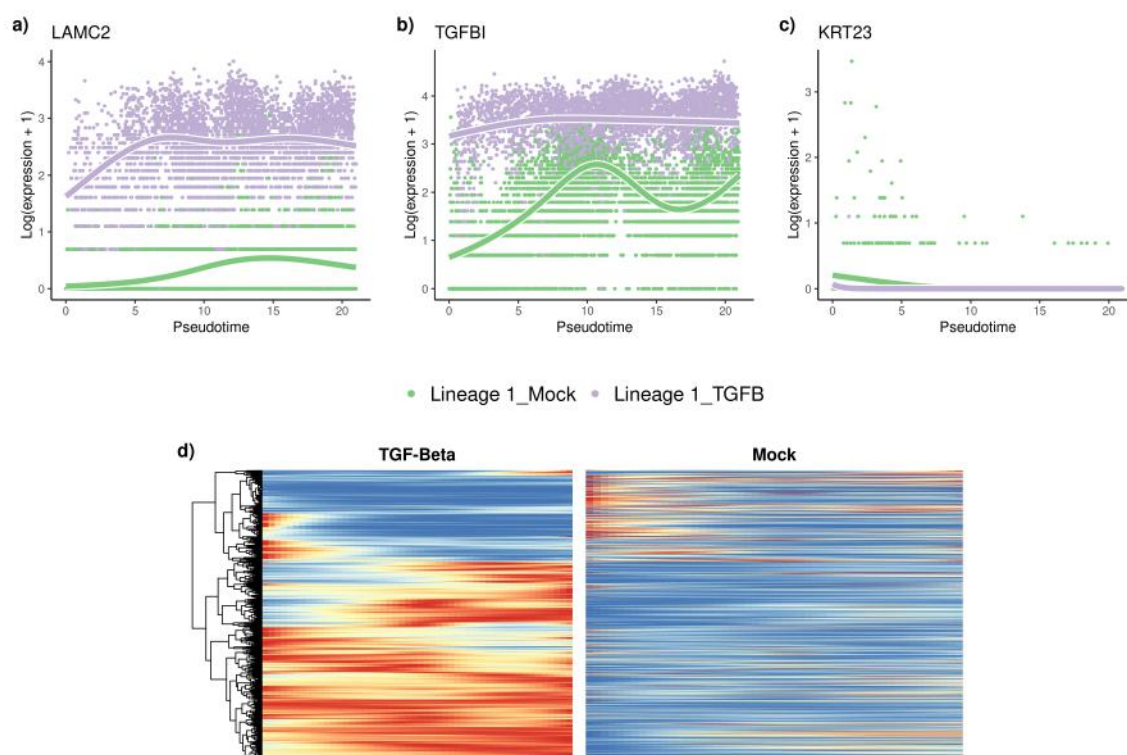 a) LAMC2
b) TGFBI
c) KRT23
Log(expression + 1)
4
3
2
1
0
0 5 10 15 20
Pseudotime
Log(expression + 1)
4
3
2
1
0
0 5 10 15 20
Pseudotime
Log(expression + 1)
3
2
1
0
0 5 10 15 20
Pseudotime
Lineage 1_Mock Lineage 1_TGFB
d)
TGF-Beta Mock